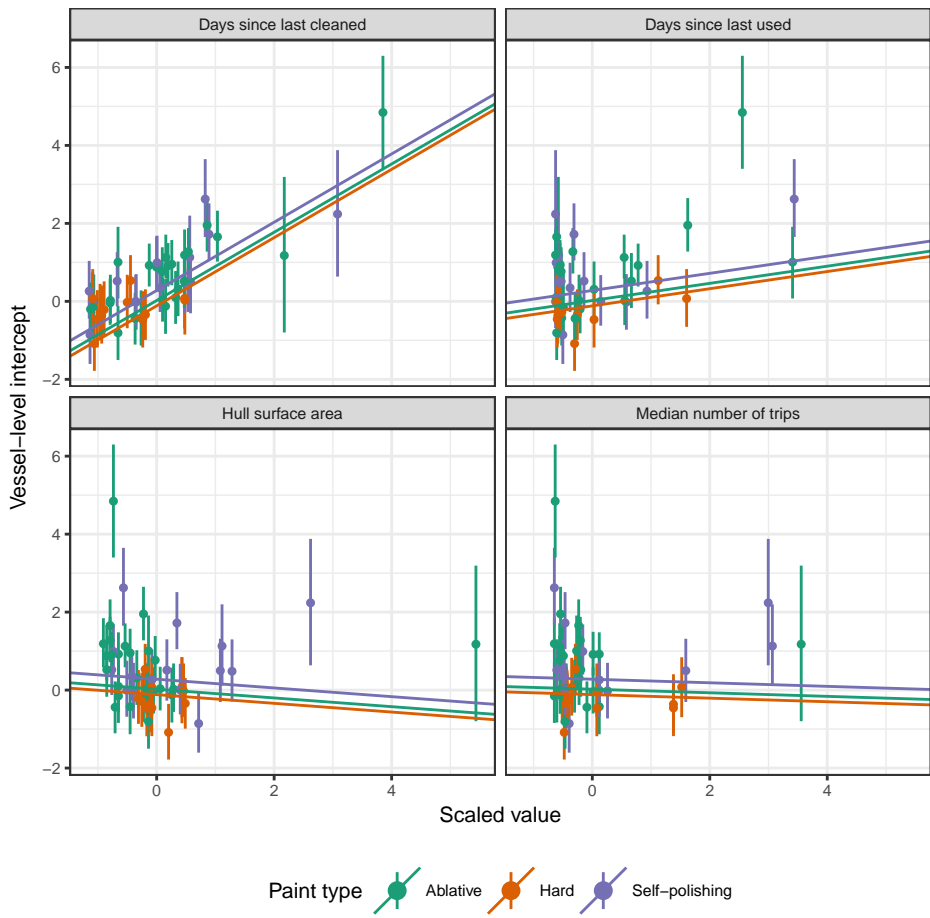 Days since last cleaned
Days since last used
6
4
2
0
−2
Hull surface area
Median number of trips
6
4
2
0
−2
0
2
4
0
2
4
Vessel−level intercept
Scaled value
Paint type
Ablative
Hard
Self−polishing